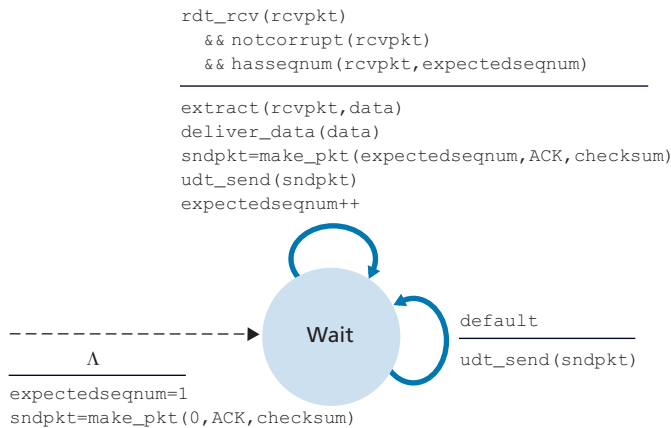 rdt_rcv(rcvpkt)
&& notcorrupt(rcvpkt)
&& hasseqnum(rcvpkt,expectedseqnum)
extract(rcvpkt,data)
deliver_data(data)
sndpkt=make_pkt(expectedseqnum,ACK,checksum)
udt_send(sndpkt)
expectedseqnum++
Wait
default
udt_send(sndpkt)
Λ
expectedseqnum=1
sndpkt=make_pkt(0,ACK,checksum)